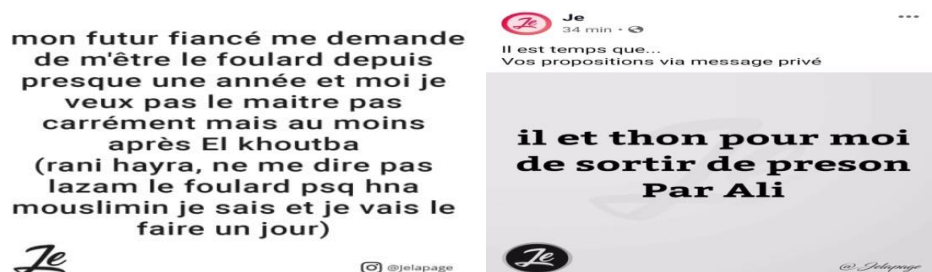 mon futur fiancé me demande
de m'être le foulard depuis
presque une année et moi je
veux pas le maitre pas
carrément mais au moins
après El khoutba
(rani hayra, ne me dire pas
lazam le foulard psq hna
mouslimin je sais et je vais le
faire un jour)
Je
@jelapage
Je
Je
34 min
Il est temps que...
Vos propositions via message privé
il et thon pour moi
de sortir de preson
Par Ali
Je
@Jelapage